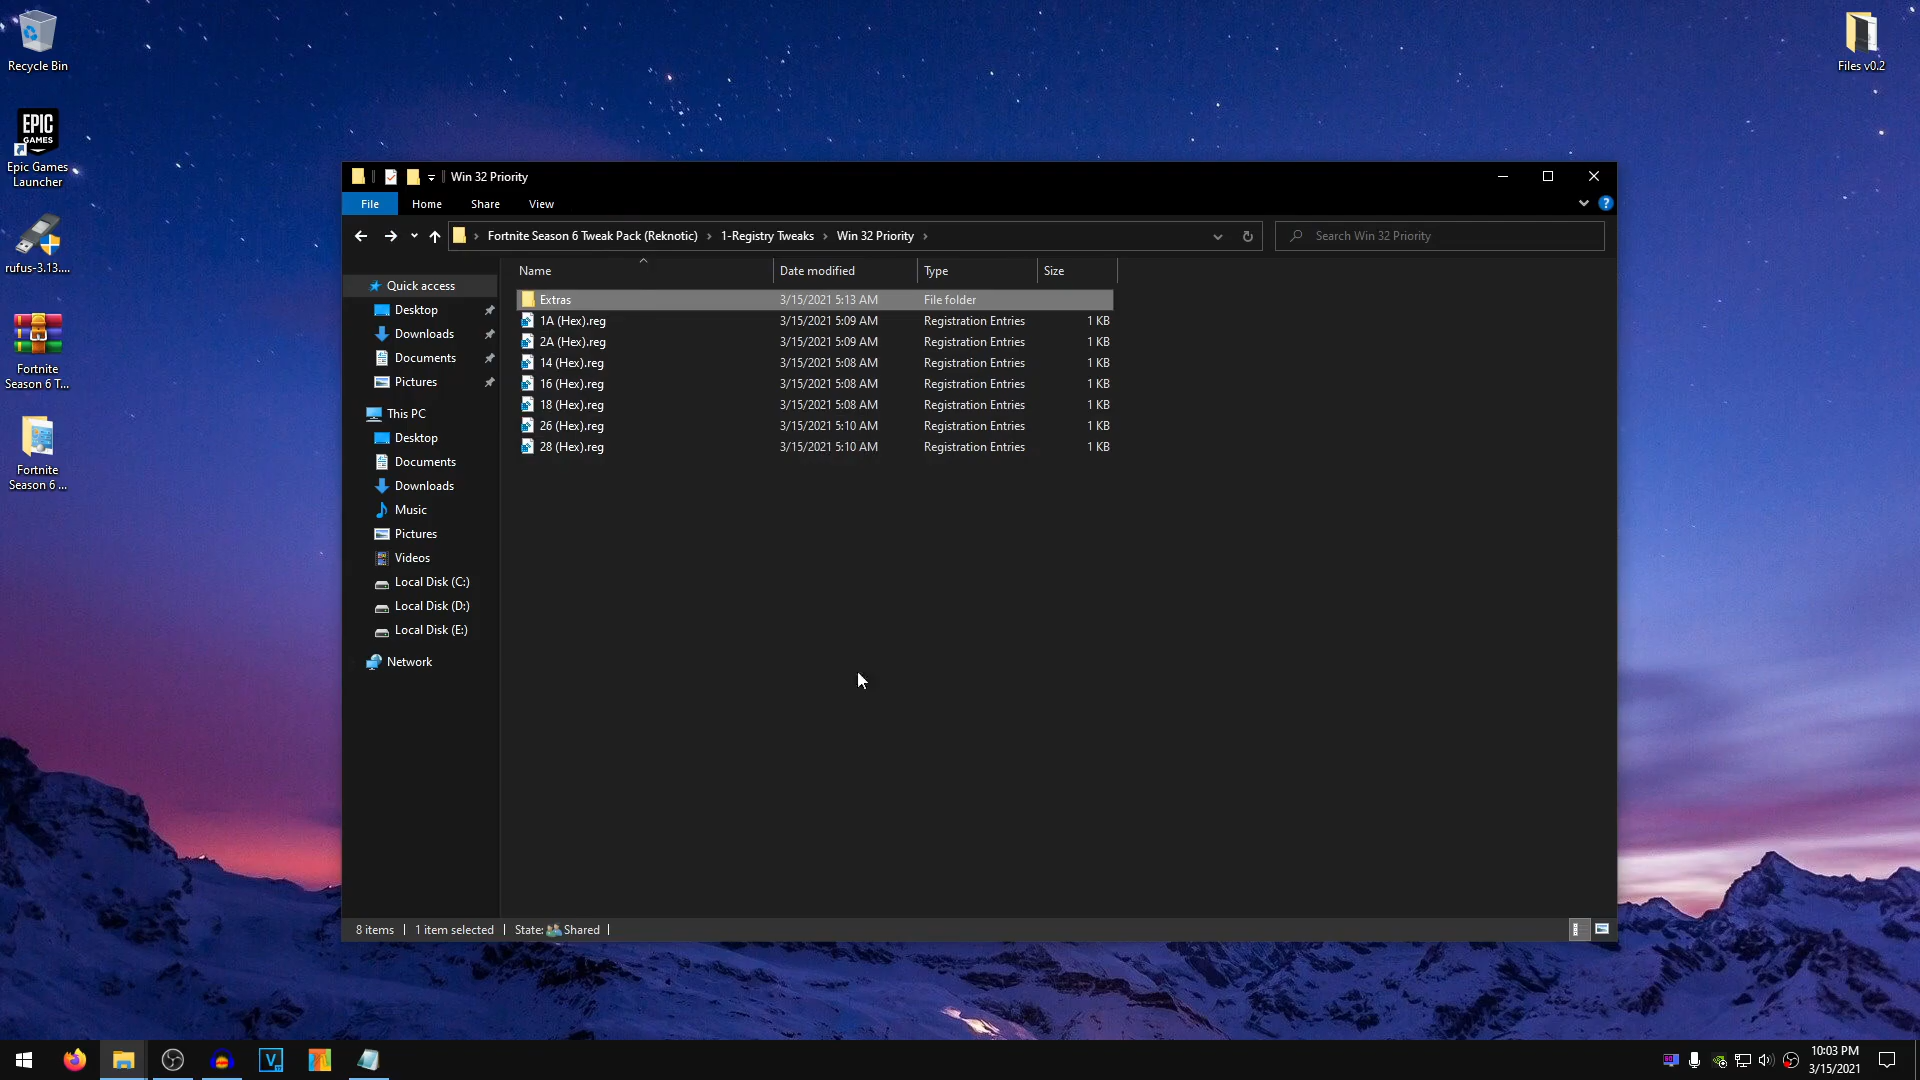 Recycle Bin
EPIC
GAMES
Epic Games
Launcher
rufus-3.13....
Fortnite
Season 6 T...
Fortnite
Season 6 ...
Files v0.2
Win 32 Priority
File Home Share View
Fortnite Season 6 Tweak Pack (Reknotic) 1-Registry Tweaks Win 32 Priority
Search Win 32 Priority
Quick access
Desktop
Downloads
Documents
Pictures
This PC
Desktop
Documents
Downloads
Music
Pictures
Videos
Local Disk (C:)
Local Disk (D:)
Local Disk (E:)
Network
Name Date modified Type Size
Extras 3/15/2021 5:13 AM File folder
1A (Hex).reg 3/15/2021 5:09 AM Registration Entries 1 KB
2A (Hex).reg 3/15/2021 5:09 AM Registration Entries 1 KB
14 (Hex).reg 3/15/2021 5:08 AM Registration Entries 1 KB
16 (Hex).reg 3/15/2021 5:08 AM Registration Entries 1 KB
18 (Hex).reg 3/15/2021 5:08 AM Registration Entries 1 KB
26 (Hex).reg 3/15/2021 5:10 AM Registration Entries 1 KB
28 (Hex).reg 3/15/2021 5:10 AM Registration Entries 1 KB
8 items 1 item selected State: Shared
10:03 PM
3/15/2021